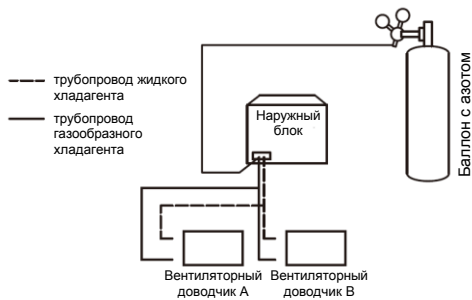 трубопровод жидкого
хладагента
трубопровод
газообразного
хладагента
Наружный
блок
Баллон с азотом
Вентиляторный
доводчик А
Вентиляторный
доводчик В